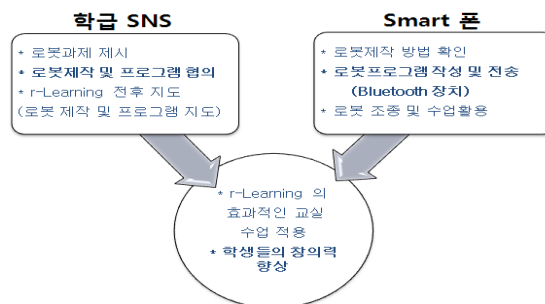 학급 SNS
* 로봇과제 제시
* 로봇제작 및 프로그램 협의
* r-Learning 전후 지도
(로봇 제작 및 프로그램 지도)
Smart 폰
* 로봇제작 방법 확인
* 로봇프로그램 작성 및 전송
(Bluetooth 장치)
* 로봇 조종 및 수업활용
* r-Learning 의
효과적인 교실
수업 적용
* 학생들의 창의력
향상